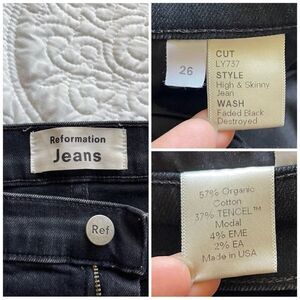 Reformation
Jeans
Ref
26
CUT
LY737
STYLE
High & Skinny
Jean
WASH
Faded Black
Destroyed
57% Organic
Cotton
37% TENCEL™
Modal
4% EME
2% EA
Made in USA